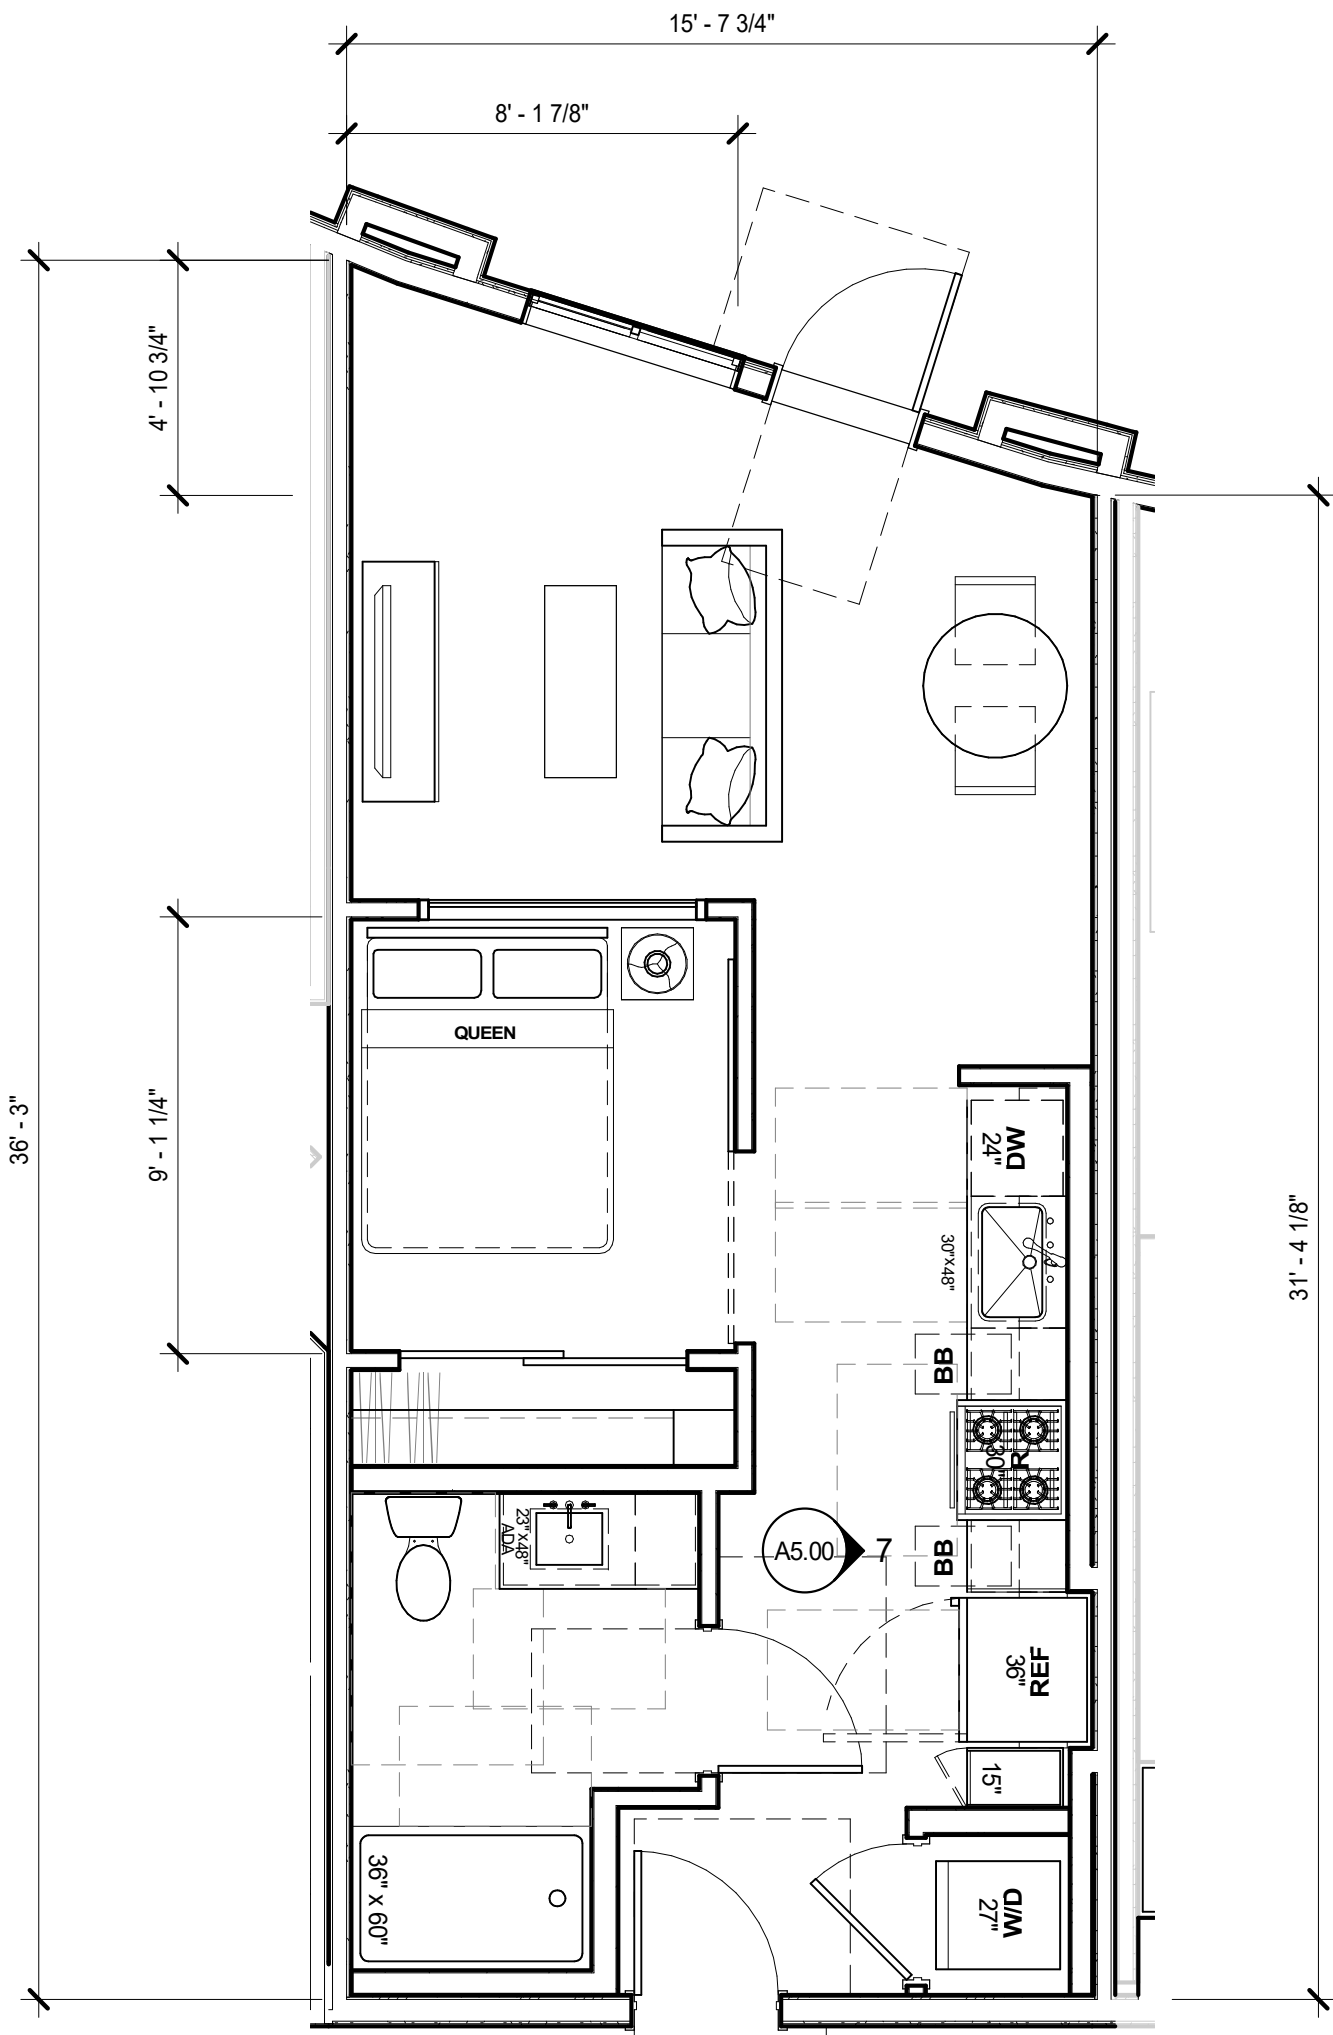 15' - 7 3/4"
8' - 1 7/8"
4' - 10 3/4"
36' - 3"
9' - 1 1/4"
31' - 4 1/8"
QUEEN
DW
24"
30"X48"
BB
R
30"
BB
23"x48"
ADA
A5.00
7
REF
36"
15"
W/D
27"
36" x 60"